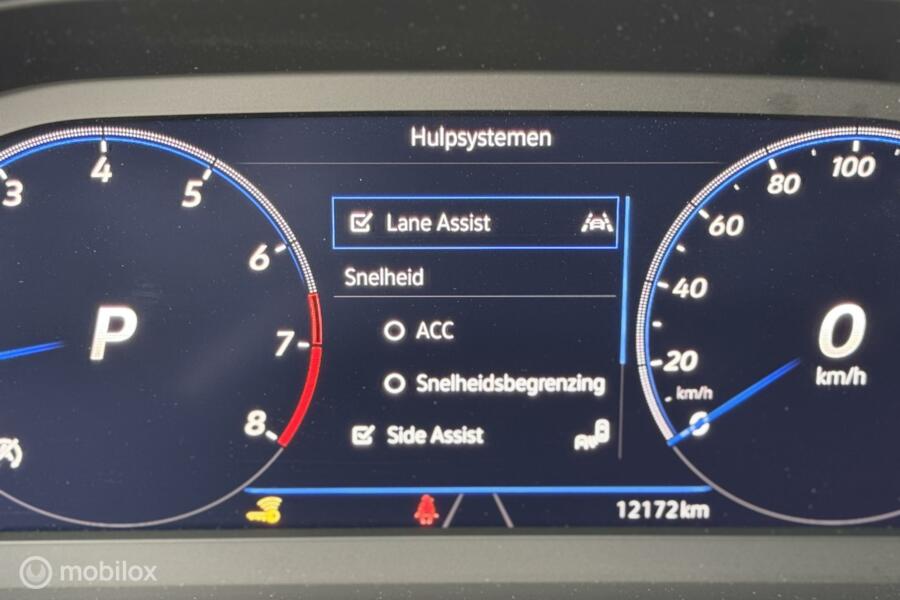 Hulpsystemen
3
4
5
6
7
8
P
Lane Assist
Snelheid
ACC
Snelheidsbegrenzing
Side Assist
100
80
60
40
20
0
km/h
0
km/h
12172km
mobilox